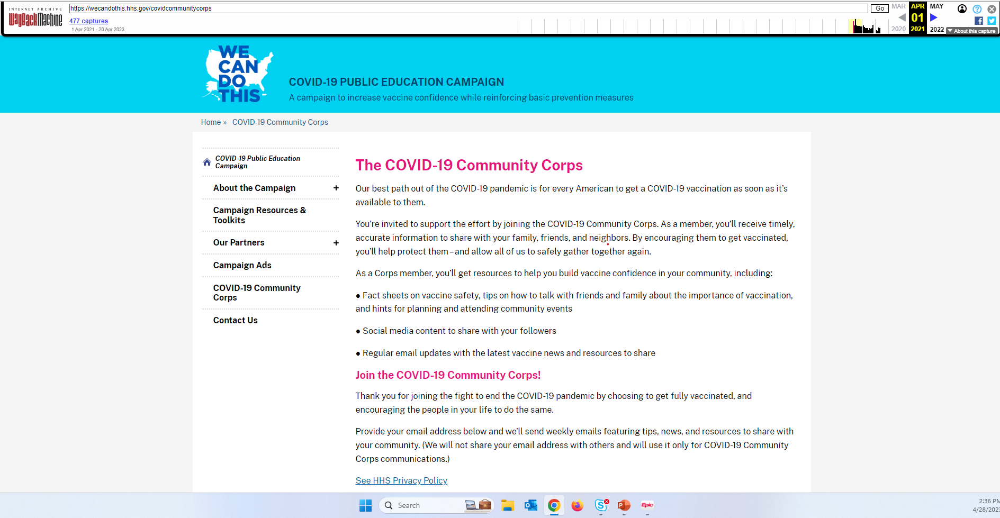 INTERNET ARCHIVE
WayBackMachine
https://wecandothis.hhs.gov/covidcommunitycorps
Go
MAR
APR
MAY
477 captures
01
1 Apr 2021 - 20 Apr 2023
2020
2021
2022
About this capture
WE
CAN
DO
THIS
COVID-19 PUBLIC EDUCATION CAMPAIGN
A campaign to increase vaccine confidence while reinforcing basic prevention measures
Home » COVID-19 Community Corps
COVID-19 Public Education
Campaign
About the Campaign +
Campaign Resources &
Toolkits
Our Partners +
Campaign Ads
COVID-19 Community
Corps
Contact Us
The COVID-19 Community Corps
Our best path out of the COVID-19 pandemic is for every American to get a COVID-19 vaccination as soon as it’s
available to them.
You’re invited to support the effort by joining the COVID-19 Community Corps. As a member, you’ll receive timely,
accurate information to share with your family, friends, and neighbors. By encouraging them to get vaccinated,
you’ll help protect them – and allow all of us to safely gather together again.
As a Corps member, you’ll get resources to help you build vaccine confidence in your community, including:
● Fact sheets on vaccine safety, tips on how to talk with friends and family about the importance of vaccination,
and hints for planning and attending community events
● Social media content to share with your followers
● Regular email updates with the latest vaccine news and resources to share
Join the COVID-19 Community Corps!
Thank you for joining the fight to end the COVID-19 pandemic by choosing to get fully vaccinated, and
encouraging the people in your life to do the same.
Provide your email address below and we’ll send weekly emails featuring tips, news, and resources to share with
your community. (We will not share your email address with others and will use it only for COVID-19 Community
Corps communications.)
See HHS Privacy Policy
Search
Epic
2:36 PM
4/28/2023